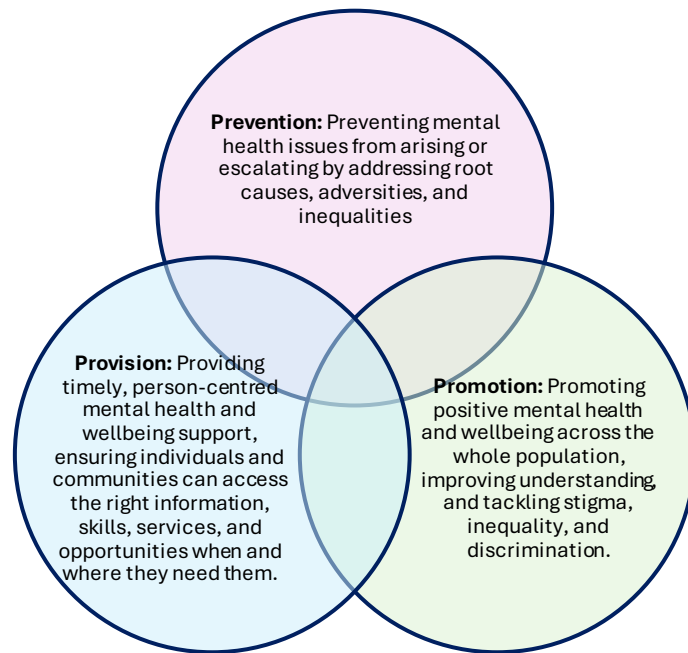 Prevention: Preventing mental
health issues from arising or
escalating by addressing root
causes, adversities, and
inequalities
Provision: Providing
timely, person-centred
mental health and
wellbeing support,
ensuring individuals and
communities can access
the right information,
skills, services, and
opportunities when and
where they need them.
Promotion: Promoting
positive mental health
and wellbeing across the
whole population,
improving understanding,
and tackling stigma,
inequality, and
discrimination.